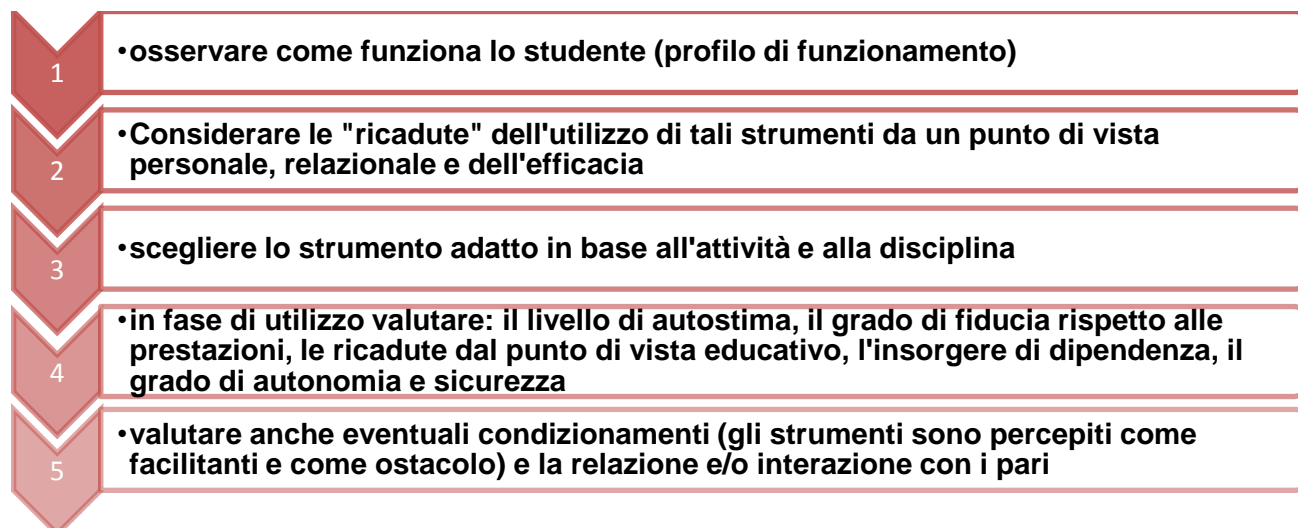 1
•osservare come funziona lo studente (profilo di funzionamento)
2
•Considerare le "ricadute" dell'utilizzo di tali strumenti da un punto di vista
personale, relazionale e dell'efficacia
3
•scegliere lo strumento adatto in base all'attività e alla disciplina
4
•in fase di utilizzo valutare: il livello di autostima, il grado di fiducia rispetto alle
prestazioni, le ricadute dal punto di vista educativo, l'insorgere di dipendenza, il
grado di autonomia e sicurezza
5
•valutare anche eventuali condizionamenti (gli strumenti sono percepiti come
facilitanti e come ostacolo) e la relazione e/o interazione con i pari